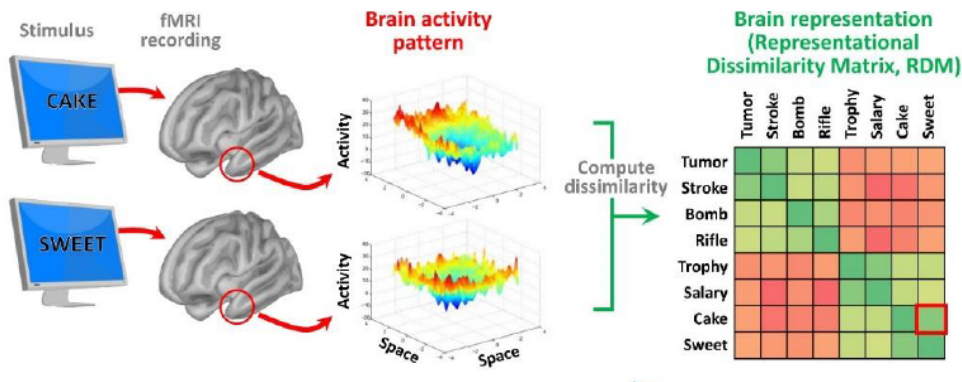 Stimulus
fMRI
recording
Brain activity
pattern
Brain representation
(Representational
Dissimilarity Matrix, RDM)
CAKE
SWEET
Activity
Activity
Space
Space
Compute
dissimilarity
Tumor
Stroke
Bomb
Rifle
Trophy
Salary
Cake
Sweet
Tumor
Stroke
Bomb
Rifle
Trophy
Salary
Cake
Sweet